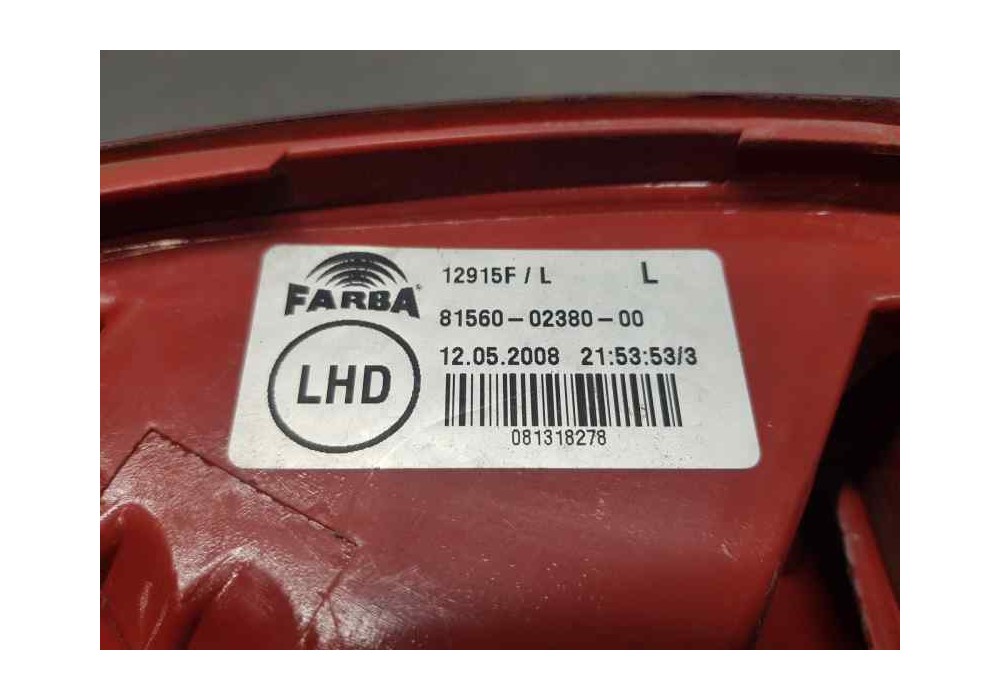 FARBA®
12915F / L L
81560-02380-00
12.05.2008 21:53:53/3
LHD
081318278